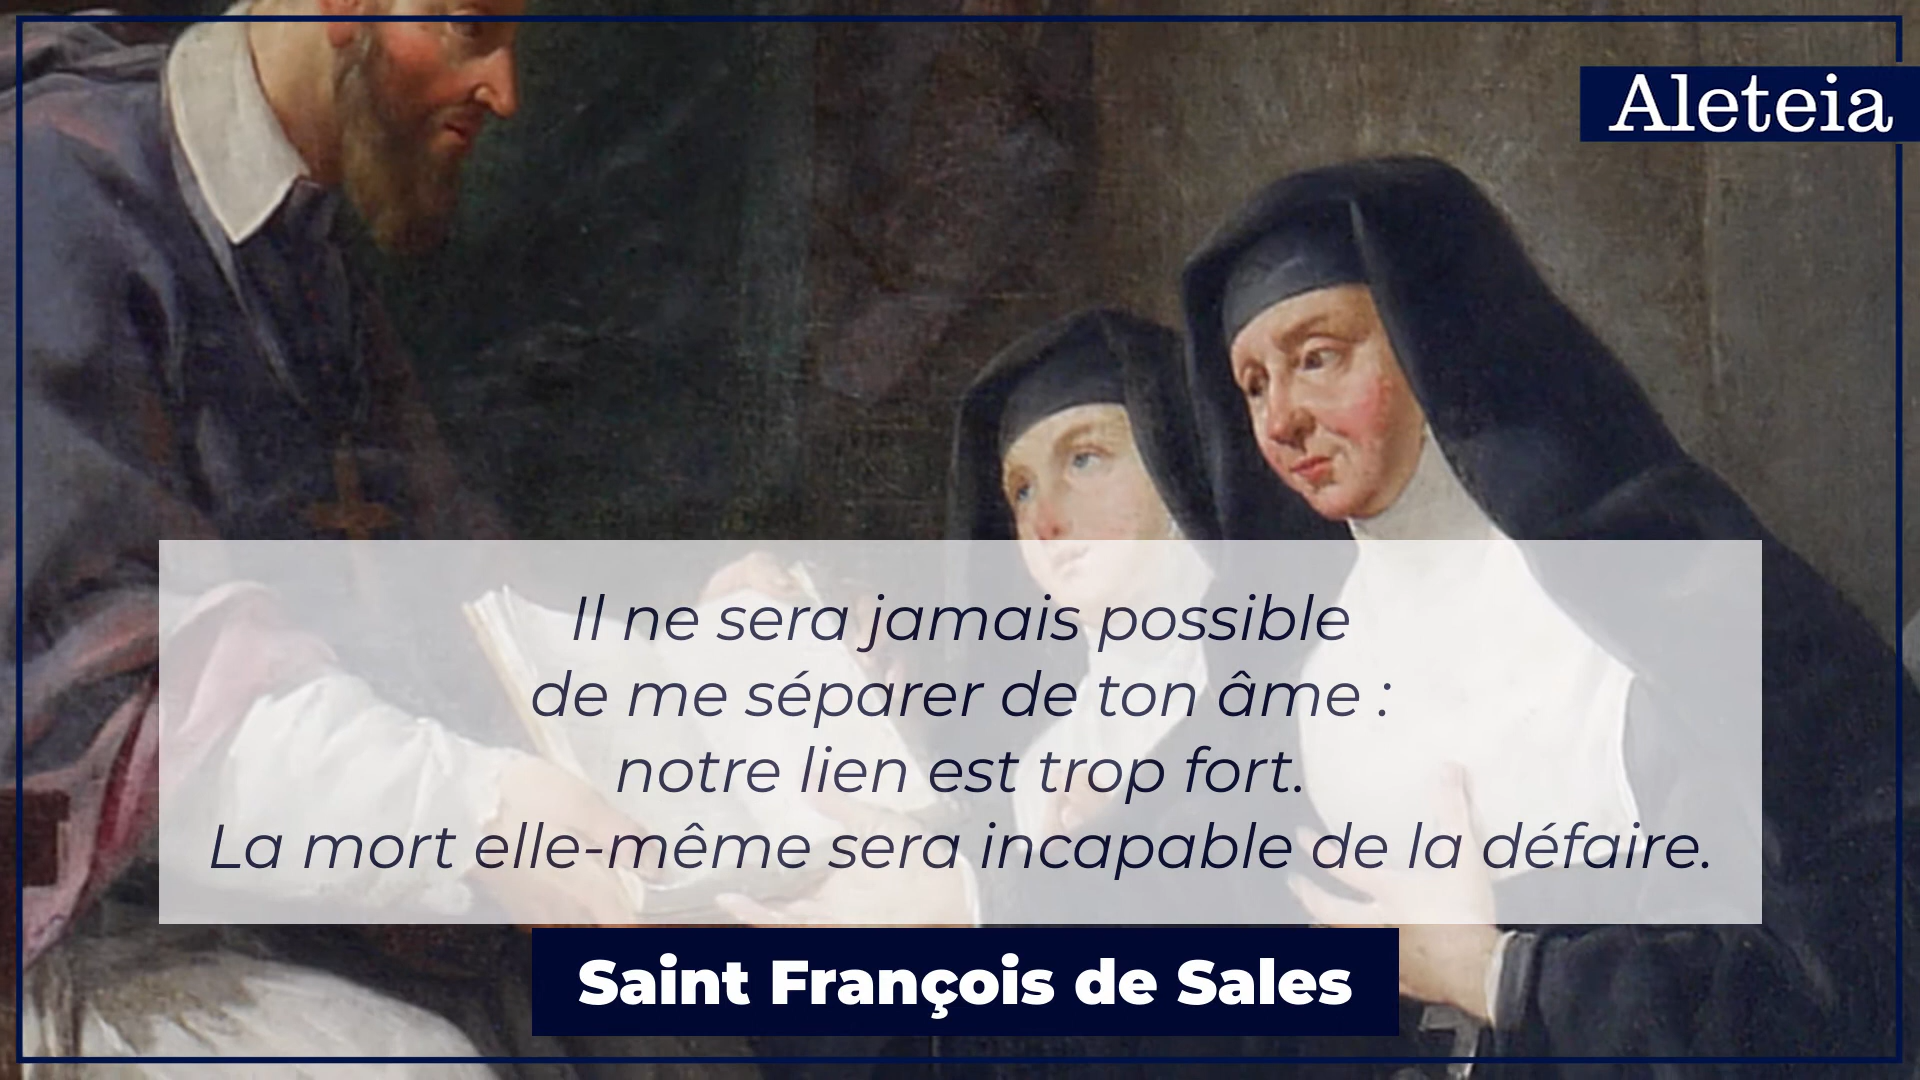 Aleteia
Il ne sera jamais possible
de me séparer de ton âme :
notre lien est trop fort.
La mort elle-même sera incapable de la défaire.
Saint François de Sales